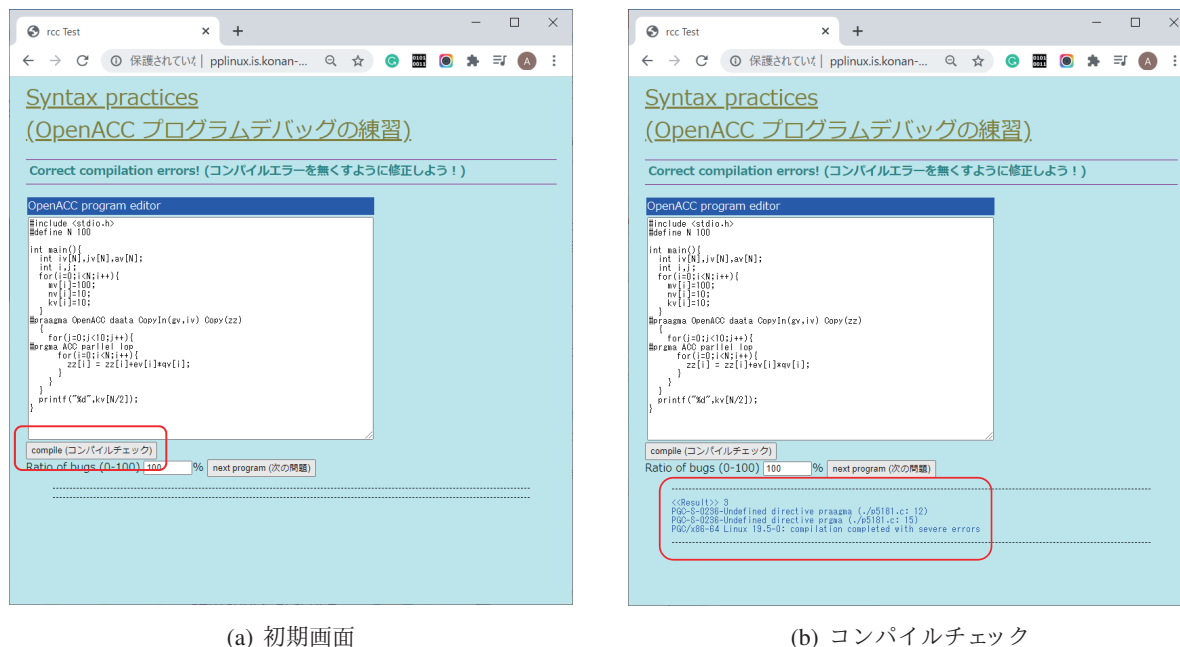 rcc Test
保護されていな pplinux.is.konan-...
Syntax practices
(OpenACC プログラムデバッグの練習)
Correct compilation errors! (コンパイルエラーを無くすように修正しよう！)
OpenACC program editor
#include <stdio.h>
#define N 100
int main(){
int iv[N],jv[N],av[N];
int i,j;
for(i=0;i<N;i++){
mv[i]=100;
nv[i]=10;
kv[i]=10;
}
#praagma OpenACC daata CopyIn(gv,iv) Copy(zz)
{
for(j=0;j<10;j++){
#prgma ACC parllel lop
for(i=0;i<N;i++){
zz[i] = zz[i]+ev[i]*qv[i];
}
}
}
printf("%d",kv[N/2]);
}
compile (コンパイルチェック)
Ratio of bugs (0-100) 100 % next program (次の問題)
(a) 初期画面
rcc Test
保護されていな pplinux.is.konan-...
Syntax practices
(OpenACC プログラムデバッグの練習)
Correct compilation errors! (コンパイルエラーを無くすように修正しよう！)
OpenACC program editor
#include <stdio.h>
#define N 100
int main(){
int iv[N],jv[N],av[N];
int i,j;
for(i=0;i<N;i++){
mv[i]=100;
nv[i]=10;
kv[i]=10;
}
#praagma OpenACC daata CopyIn(gv,iv) Copy(zz)
{
for(j=0;j<10;j++){
#prgma ACC parllel lop
for(i=0;i<N;i++){
zz[i] = zz[i]+ev[i]*qv[i];
}
}
}
printf("%d",kv[N/2]);
}
compile (コンパイルチェック)
Ratio of bugs (0-100) 100 % next program (次の問題)
<<Result>> 3
PGC-S-0236-Undefined directive praagma (./p5181.c: 12)
PGC-S-0236-Undefined directive prgma (./p5181.c: 15)
PGC/x86-64 Linux 19.5-0: compilation completed with severe errors
(b) コンパイルチェック